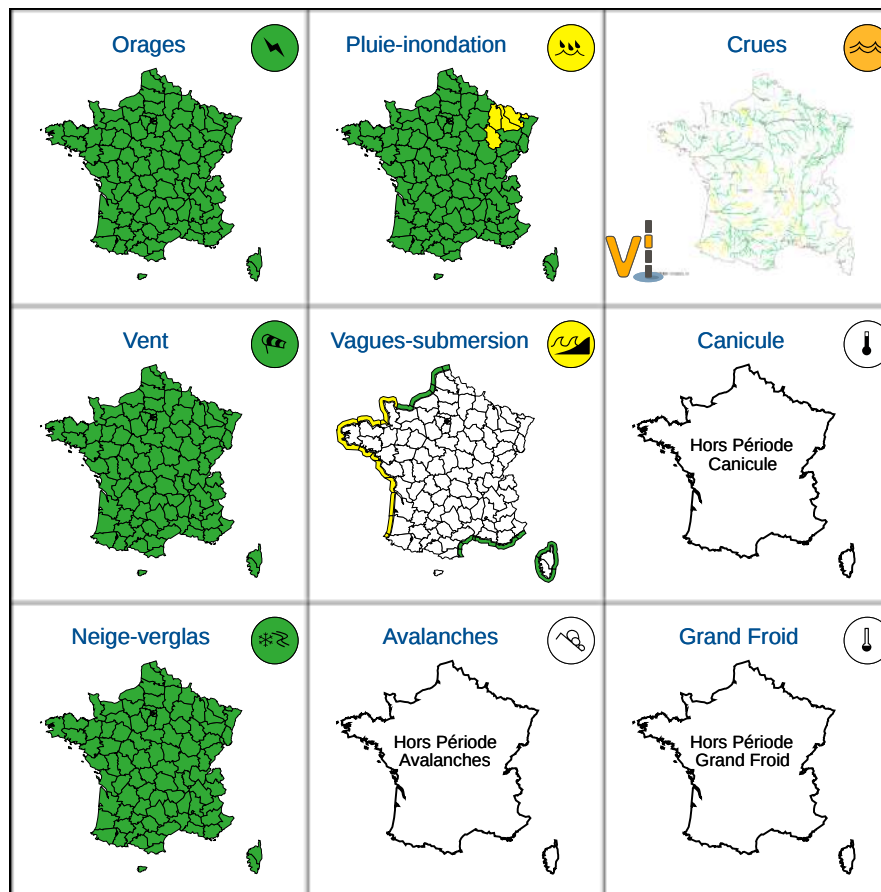 Orages
Pluie-inondation
Crues
Vi
Vent
Vagues-submersion
Canicule
Hors Période
Canicule
Neige-verglas
Avalanches
Grand Froid
Hors Période
Avalanches
Hors Période
Grand Froid